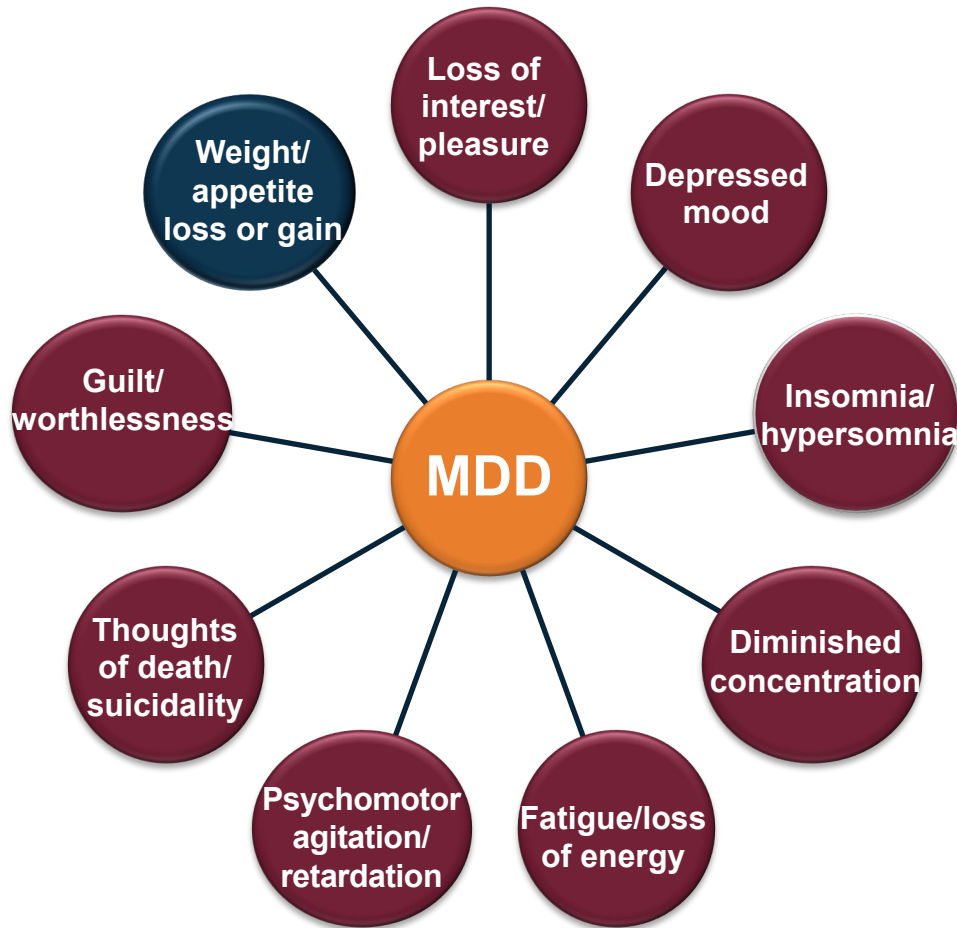 Loss of
interest/
pleasure
Depressed
mood
Insomnia/
hypersomnia
Diminished
concentration
Fatigue/loss
of energy
Psychomotor
agitation/
retardation
Thoughts
of death/
suicidality
Guilt/
worthlessness
Weight/
appetite
loss or gain
MDD